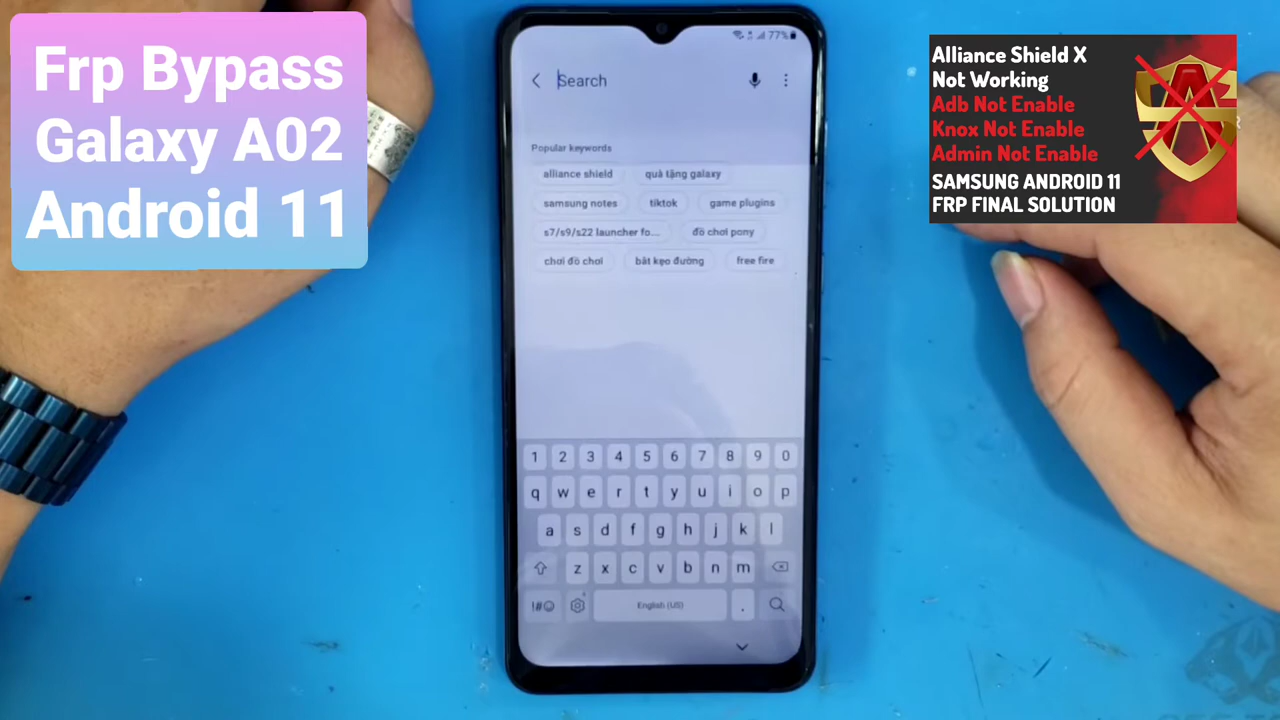 Frp Bypass
Galaxy A02
Android 11
77%
Search
Popular keywords
alliance shield
quà tặng galaxy
samsung notes
tiktok
game plugins
s7/s9/s22 launcher fo...
đồ chơi pony
chơi đồ chơi
bắt kẹo đường
free fire
1 2 3 4 5 6 7 8 9 0
q w e r t y u i o p
a s d f g h j k l
z x c v b n m
!#☺
English (US)
.
Alliance Shield X
Not Working
Adb Not Enable
Knox Not Enable
Admin Not Enable
SAMSUNG ANDROID 11
FRP FINAL SOLUTION